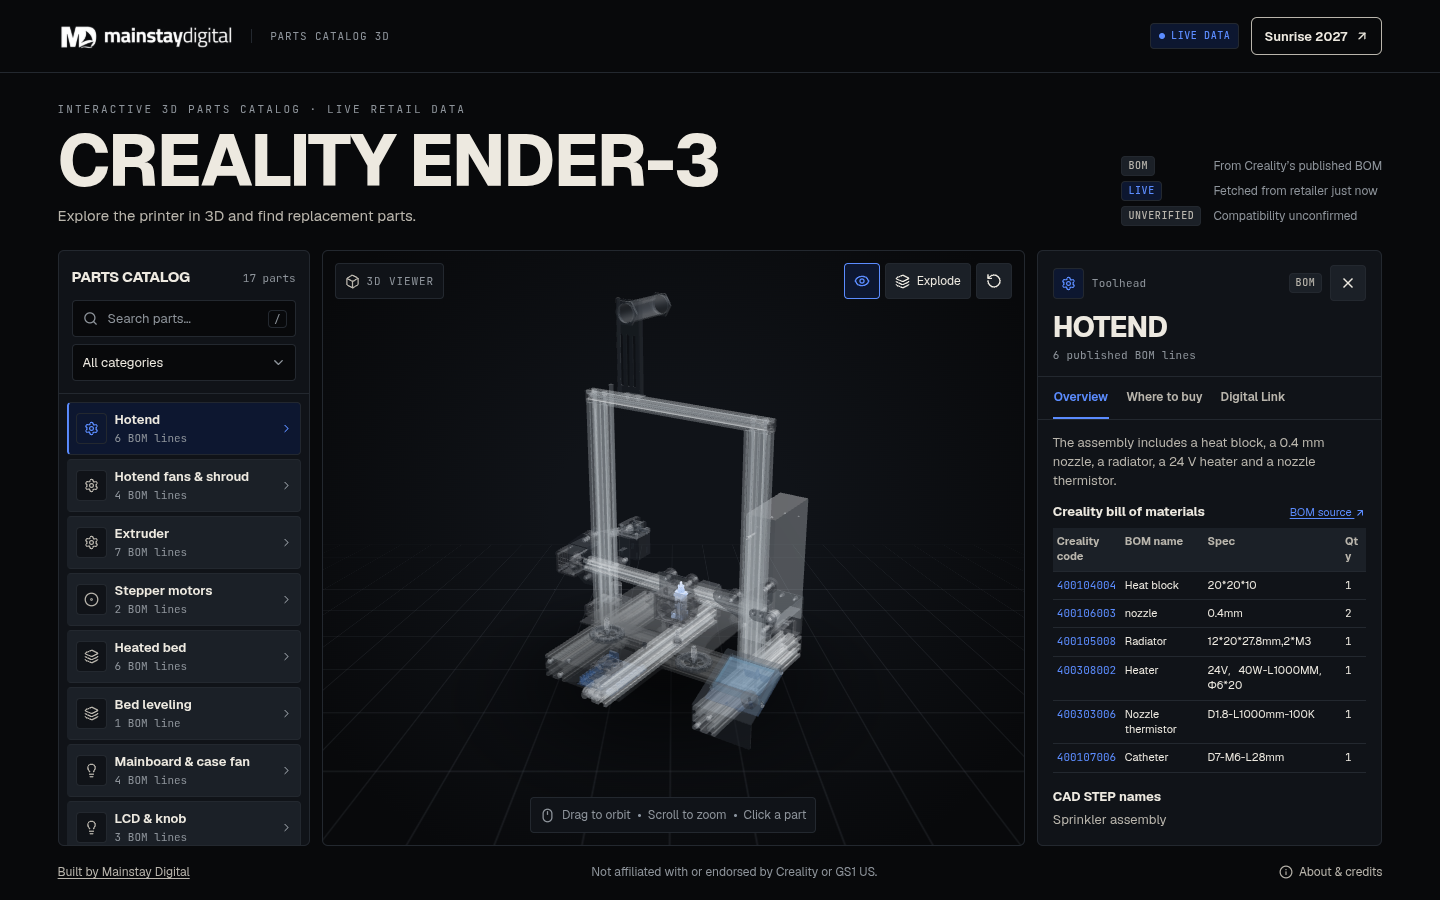 MD mainstaydigital
PARTS CATALOG 3D
LIVE DATA
Sunrise 2027
INTERACTIVE 3D PARTS CATALOG · LIVE RETAIL DATA
CREALITY ENDER-3
Explore the printer in 3D and find replacement parts.
BOM From Creality's published BOM
LIVE Fetched from retailer just now
UNVERIFIED Compatibility unconfirmed
PARTS CATALOG 17 parts
Search parts… /
All categories
Hotend
6 BOM lines
Hotend fans & shroud
4 BOM lines
Extruder
7 BOM lines
Stepper motors
2 BOM lines
Heated bed
6 BOM lines
Bed leveling
1 BOM line
Mainboard & case fan
4 BOM lines
LCD & knob
3 BOM lines
3D VIEWER
Explode
Drag to orbit • Scroll to zoom • Click a part
Toolhead BOM
HOTEND
6 published BOM lines
Overview Where to buy Digital Link
The assembly includes a heat block, a 0.4 mm
nozzle, a radiator, a 24 V heater and a nozzle
thermistor.
Creality bill of materials BOM source
Creality BOM name Spec Qt
code y
400104004 Heat block 20*20*10 1
400106003 nozzle 0.4mm 2
400105008 Radiator 12*20*27.8mm,2*M3 1
400308002 Heater 24V, 40W-L1000MM, 1
Φ6*20
400303006 Nozzle D1.8-L1000mm-100K 1
thermistor
400107006 Catheter D7-M6-L28mm 1
CAD STEP names
Sprinkler assembly
Built by Mainstay Digital
Not affiliated with or endorsed by Creality or GS1 US.
About & credits